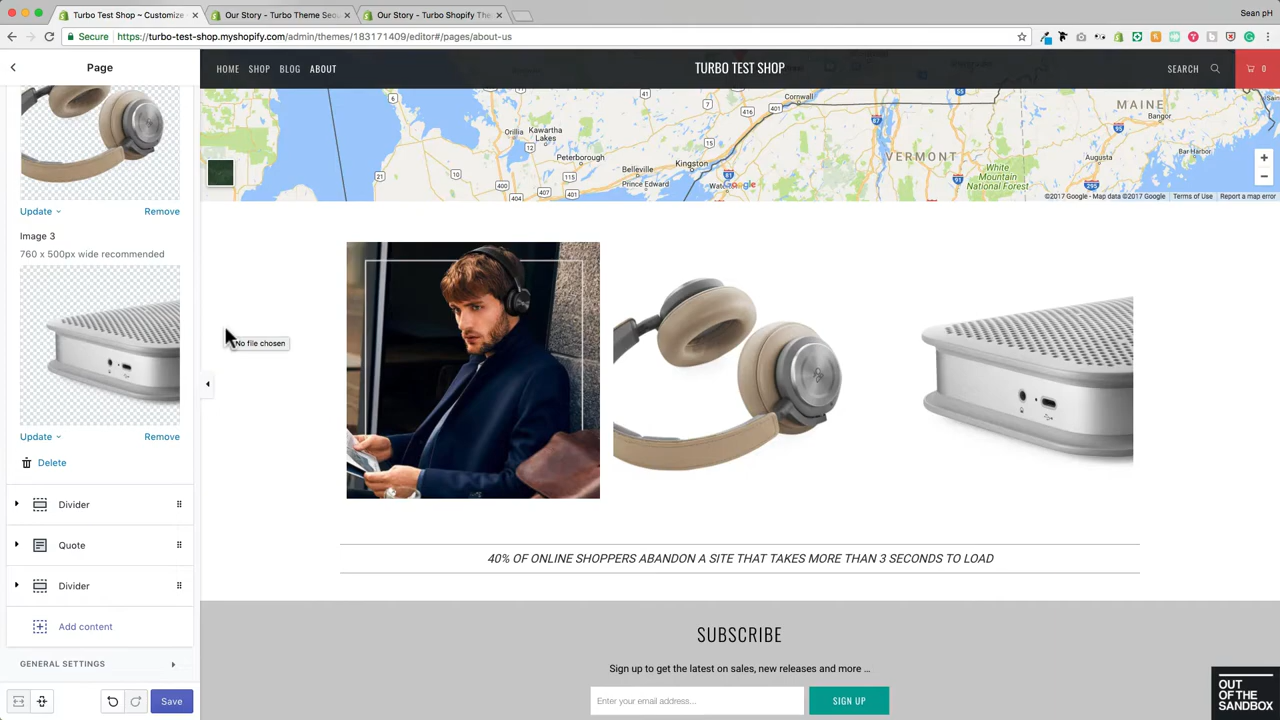 Turbo Test Shop ~ Customize
Our Story - Turbo Theme Seo
Our Story - Turbo Shopify The
Sean pH
Secure
https://turbo-test-shop.myshopify.com/admin/themes/183171409/editor#/pages/about-us
Page
HOME
SHOP
BLOG
ABOUT
TURBO TEST SHOP
SEARCH
0
Cornwall
MAINE
Bangor
Orillia
Kawartha
Lakes
Peterborough
Belleville
Prince Edward
Kingston
Google
VERMONT
White
Mountain
National
Forest
Augusta
Bar Harbor
©2017 Google - Map data ©2017 Google
Terms of Use
Report a map error
Update
Remove
Image 3
760 x 500px wide recommended
No file chosen
Update
Remove
Delete
Divider
Quote
Divider
Add content
GENERAL SETTINGS
Save
40% OF ONLINE SHOPPERS ABANDON A SITE THAT TAKES MORE THAN 3 SECONDS TO LOAD
SUBSCRIBE
Sign up to get the latest on sales, new releases and more ...
Enter your email address...
SIGN UP
OUT
OF THE
SANDBOX